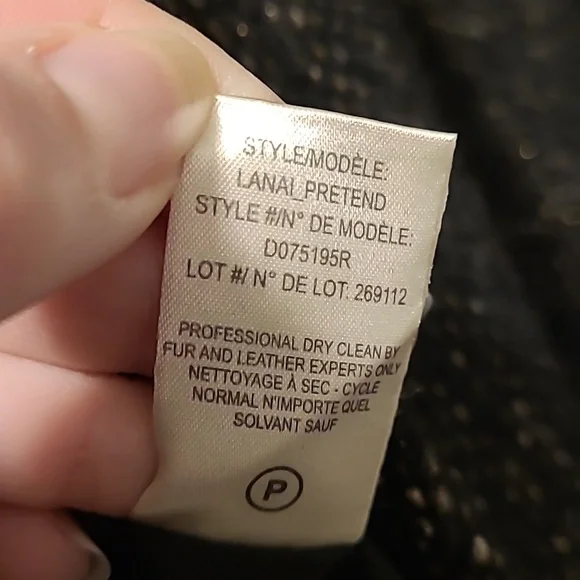 STYLE/MODÈLE:
LANAI_PRETEND
STYLE #/N° DE MODÈLE:
D075195R
LOT #/ N° DE LOT: 269112
PROFESSIONAL DRY CLEAN BY
FUR AND LEATHER EXPERTS ONLY
NETTOYAGE À SEC - CYCLE
NORMAL N'IMPORTE QUEL
SOLVANT SAUF
P